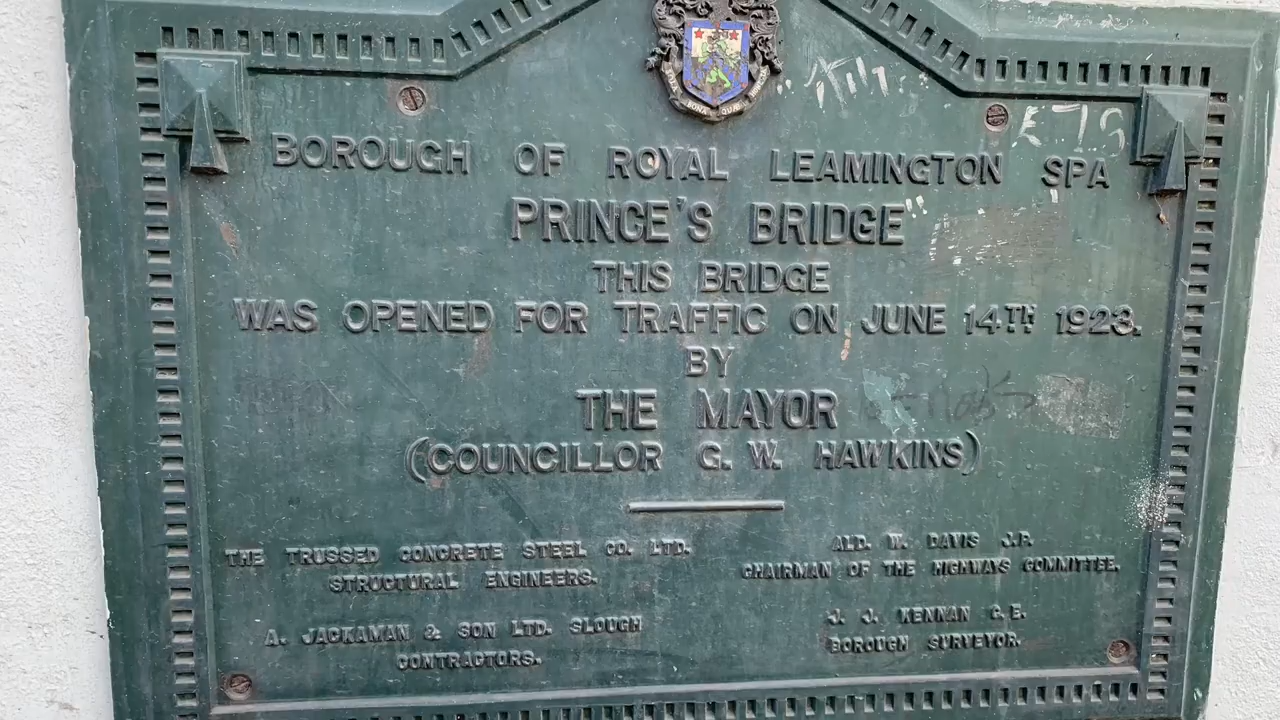 BONA QUAE
BOROUGH OF ROYAL LEAMINGTON SPA
PRINCE'S BRIDGE
THIS BRIDGE
WAS OPENED FOR TRAFFIC ON JUNE 14TH 1923.
BY
THE MAYOR
(COUNCILLOR G. W. HAWKINS)
THE TRUSSED CONCRETE STEEL CO. LTD.
STRUCTURAL ENGINEERS.
A. JACKAMAN & SON LTD. SLOUGH
CONTRACTORS.
ALD. W. DAVIS J.P.
CHAIRMAN OF THE HIGHWAYS COMMITTEE.
J. J. KENNAN C.E.
BOROUGH SURVEYOR.